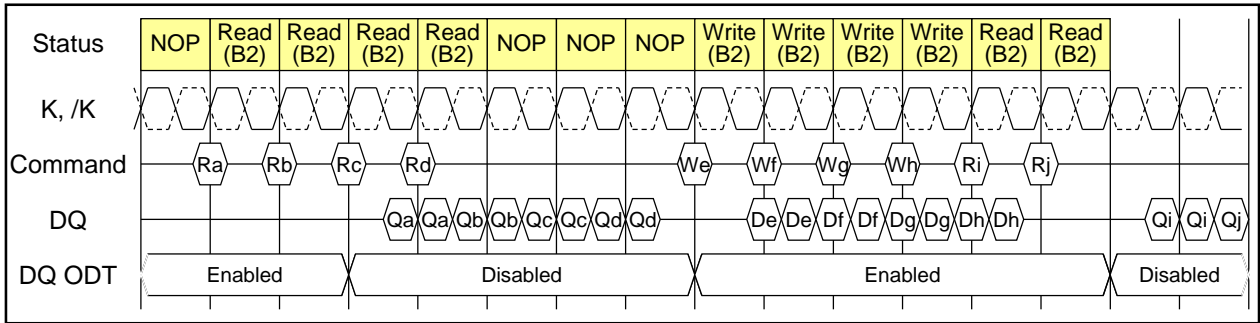 Status NOP Read (B2) Read (B2) Read (B2) Read (B2) NOP NOP NOP Write (B2) Write (B2) Write (B2) Write (B2) Read (B2) Read (B2)
K, /K
Command Ra Rb Rc Rd We Wf Wg Wh Ri Rj
DQ Qa Qa Qb Qb Qc Qc Qd Qd De De Df Df Dg Dg Dh Dh Qi Qi Qj
DQ ODT Enabled Disabled Enabled Disabled